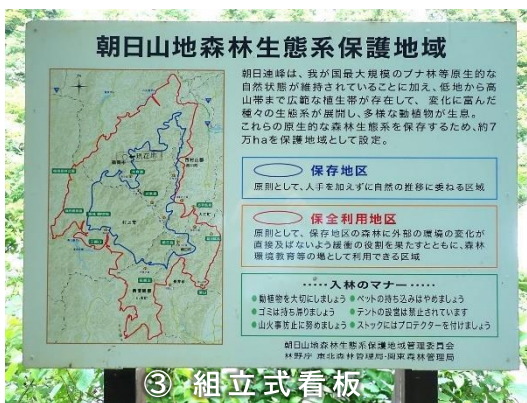 朝日山地森林生態系保護地域
朝日連峰は、我が国最大規模のブナ林等原生的な
自然状態が維持されていることに加え、低地から高
山帯まで広範な植生帯が存在して、変化に富んだ
種々の生態系が展開し、多様な動植物が生息。
これらの原生的な森林生態系を保存するため、約7
万haを保護地域として設定。
保存地区
原則として、人手を加えずに自然の推移に委ねる区域
保全利用地区
原則として、保存地区の森林に外部の環境の変化が
直接及ばないよう緩衝の役割を果たすとともに、森林
環境教育等の場として利用できる区域
入林のマナー
●動植物を大切にしましょう ●ペットの持ち込みはやめましょう
●ゴミは持ち帰りましょう ●テントの設営は禁止されています
●山火事防止に努めましょう ●ストックにはプロテクターを付けましょう
朝日山地森林生態系保護地域管理委員会
林野庁 東北森林管理局・関東森林管理局
③ 組立式看板